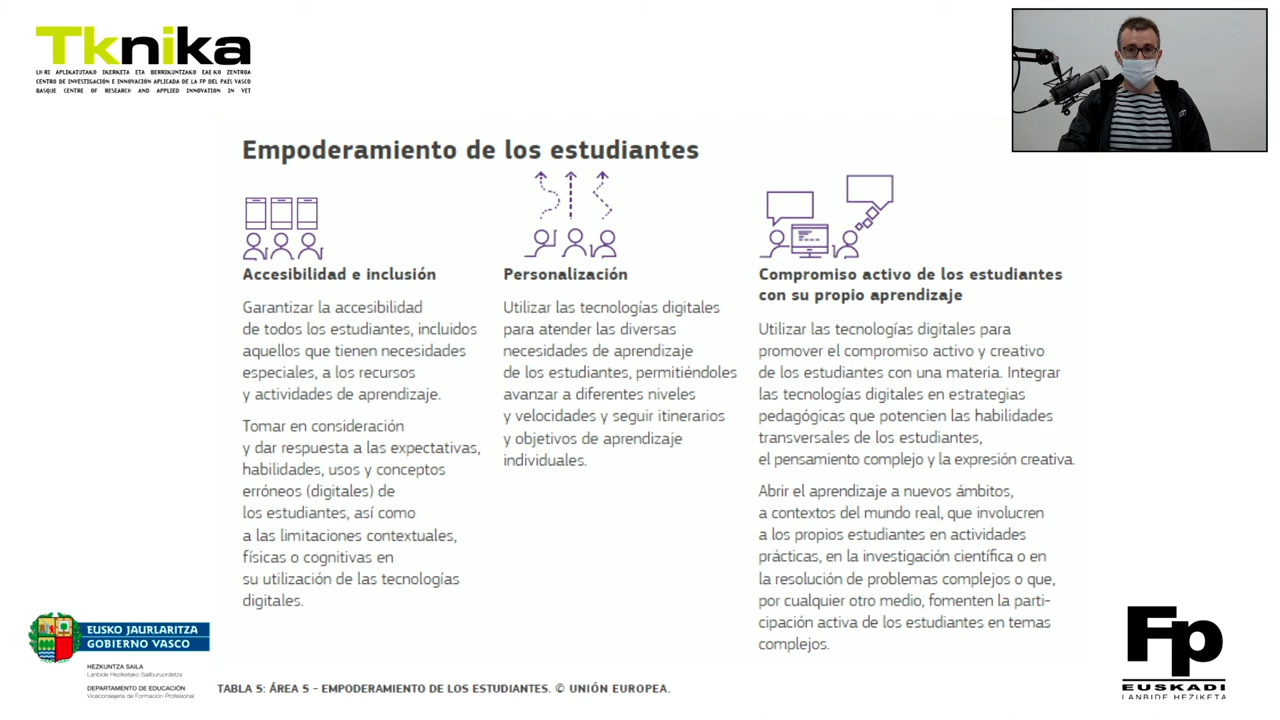 Tknika
LH-RI APLIKATUTAKO IKERKETA ETA BERRIKUNTZAKO EAEKO ZENTROA
CENTRO DE INVESTIGACIÓN E INNOVACIÓN APLICADA DE LA FP DEL PAÍS VASCO
BASQUE CENTRE OF RESEARCH AND APPLIED INNOVATION IN VET
Empoderamiento de los estudiantes
Accesibilidad e inclusión
Garantizar la accesibilidad
de todos los estudiantes, incluidos
aquellos que tienen necesidades
especiales, a los recursos
y actividades de aprendizaje.
Tomar en consideración
y dar respuesta a las expectativas,
habilidades, usos y conceptos
erróneos (digitales) de
los estudiantes, así como
a las limitaciones contextuales,
físicas o cognitivas en
su utilización de las tecnologías
digitales.
Personalización
Utilizar las tecnologías digitales
para atender las diversas
necesidades de aprendizaje
de los estudiantes, permitiéndoles
avanzar a diferentes niveles
y velocidades y seguir itinerarios
y objetivos de aprendizaje
individuales.
Compromiso activo de los estudiantes
con su propio aprendizaje
Utilizar las tecnologías digitales para
promover el compromiso activo y creativo
de los estudiantes con una materia. Integrar
las tecnologías digitales en estrategias
pedagógicas que potencien las habilidades
transversales de los estudiantes,
el pensamiento complejo y la expresión creativa.
Abrir el aprendizaje a nuevos ámbitos,
a contextos del mundo real, que involucren
a los propios estudiantes en actividades
prácticas, en la investigación científica o en
la resolución de problemas complejos o que,
por cualquier otro medio, fomenten la parti-
cipación activa de los estudiantes en temas
complejos.
EUSKO JAURLARITZA
GOBIERNO VASCO
HEZKUNTZA SAILA
Lanbide Heziketako Sailburuordetza
DEPARTAMENTO DE EDUCACIÓN
Viceconsejería de Formación Profesional
TABLA 5: ÁREA 5 – EMPODERAMIENTO DE LOS ESTUDIANTES. © UNIÓN EUROPEA.
Fp
EUSKADI
LANBIDE HEZIKETA